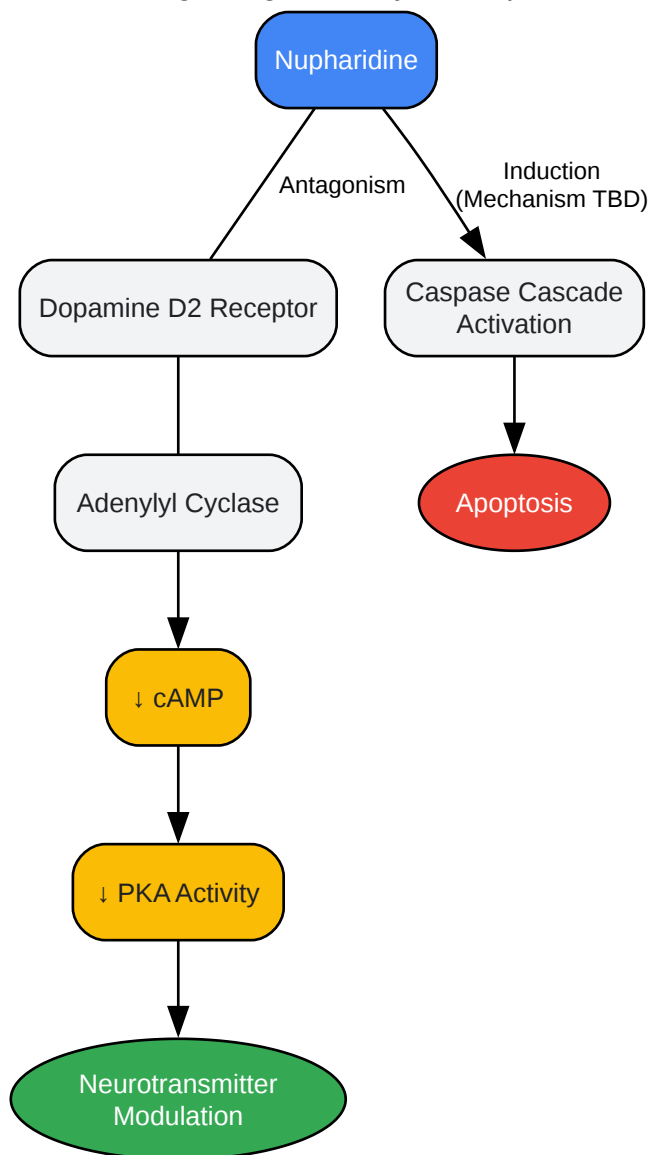 Nupharidine
Antagonism
Induction
(Mechanism TBD)
Dopamine D2 Receptor
Caspase Cascade
Activation
Adenylyl Cyclase
Apoptosis
↓ cAMP
↓ PKA Activity
Neurotransmitter
Modulation